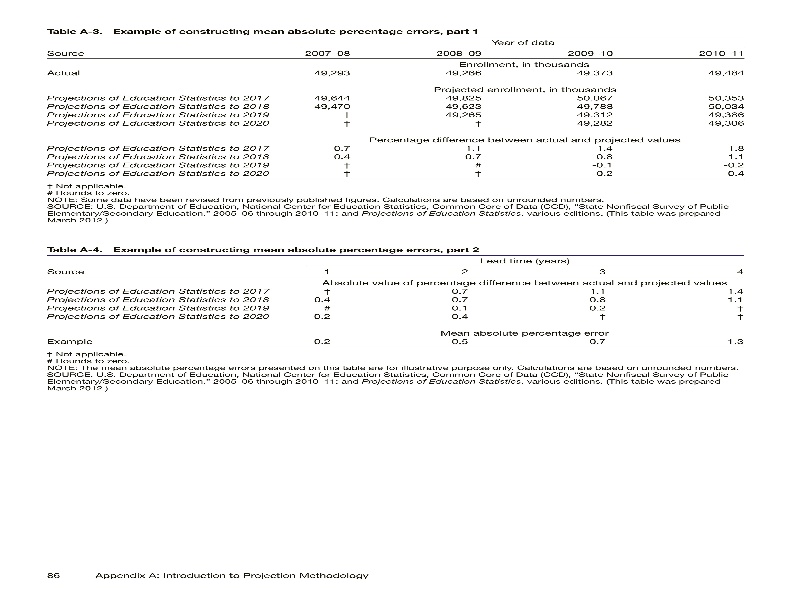 Table A-3. Example of constructing mean absolute percentage errors, part 1
Year of data
Source 2007–08 2008–09 2009–10 2010–11
Enrollment, in thousands
Actual 49,293 49,266 49,373 49,484
Projected enrollment, in thousands
Projections of Education Statistics to 2017 49,644 49,825 50,067 50,353
Projections of Education Statistics to 2018 49,470 49,623 49,788 50,034
Projections of Education Statistics to 2019 † 49,265 49,312 49,386
Projections of Education Statistics to 2020 † † 49,282 49,306
Percentage difference between actual and projected values
Projections of Education Statistics to 2017 0.7 1.1 1.4 1.8
Projections of Education Statistics to 2018 0.4 0.7 0.8 1.1
Projections of Education Statistics to 2019 † # -0.1 -0.2
Projections of Education Statistics to 2020 † † 0.2 0.4
† Not applicable.
# Rounds to zero.
NOTE: Some data have been revised from previously published figures. Calculations are based on unrounded numbers.
SOURCE: U.S. Department of Education, National Center for Education Statistics, Common Core of Data (CCD), "State Nonfiscal Survey of Public
Elementary/Secondary Education," 2005–06 through 2010–11; and Projections of Education Statistics, various editions. (This table was prepared
March 2012.)
Table A-4. Example of constructing mean absolute percentage errors, part 2
Lead time (years)
Source 1 2 3 4
Absolute value of percentage difference between actual and projected values
Projections of Education Statistics to 2017 † 0.7 1.1 1.4
Projections of Education Statistics to 2018 0.4 0.7 0.8 1.1
Projections of Education Statistics to 2019 # 0.1 0.2 †
Projections of Education Statistics to 2020 0.2 0.4 † †
Mean absolute percentage error
Example 0.2 0.5 0.7 1.3
† Not applicable.
# Rounds to zero.
NOTE: The mean absolute percentage errors presented on this table are for illustrative purpose only. Calculations are based on unrounded numbers.
SOURCE: U.S. Department of Education, National Center for Education Statistics, Common Core of Data (CCD), "State Nonfiscal Survey of Public
Elementary/Secondary Education," 2005–06 through 2010–11; and Projections of Education Statistics, various editions. (This table was prepared
March 2012.)
86 Appendix A: Introduction to Projection Methodology